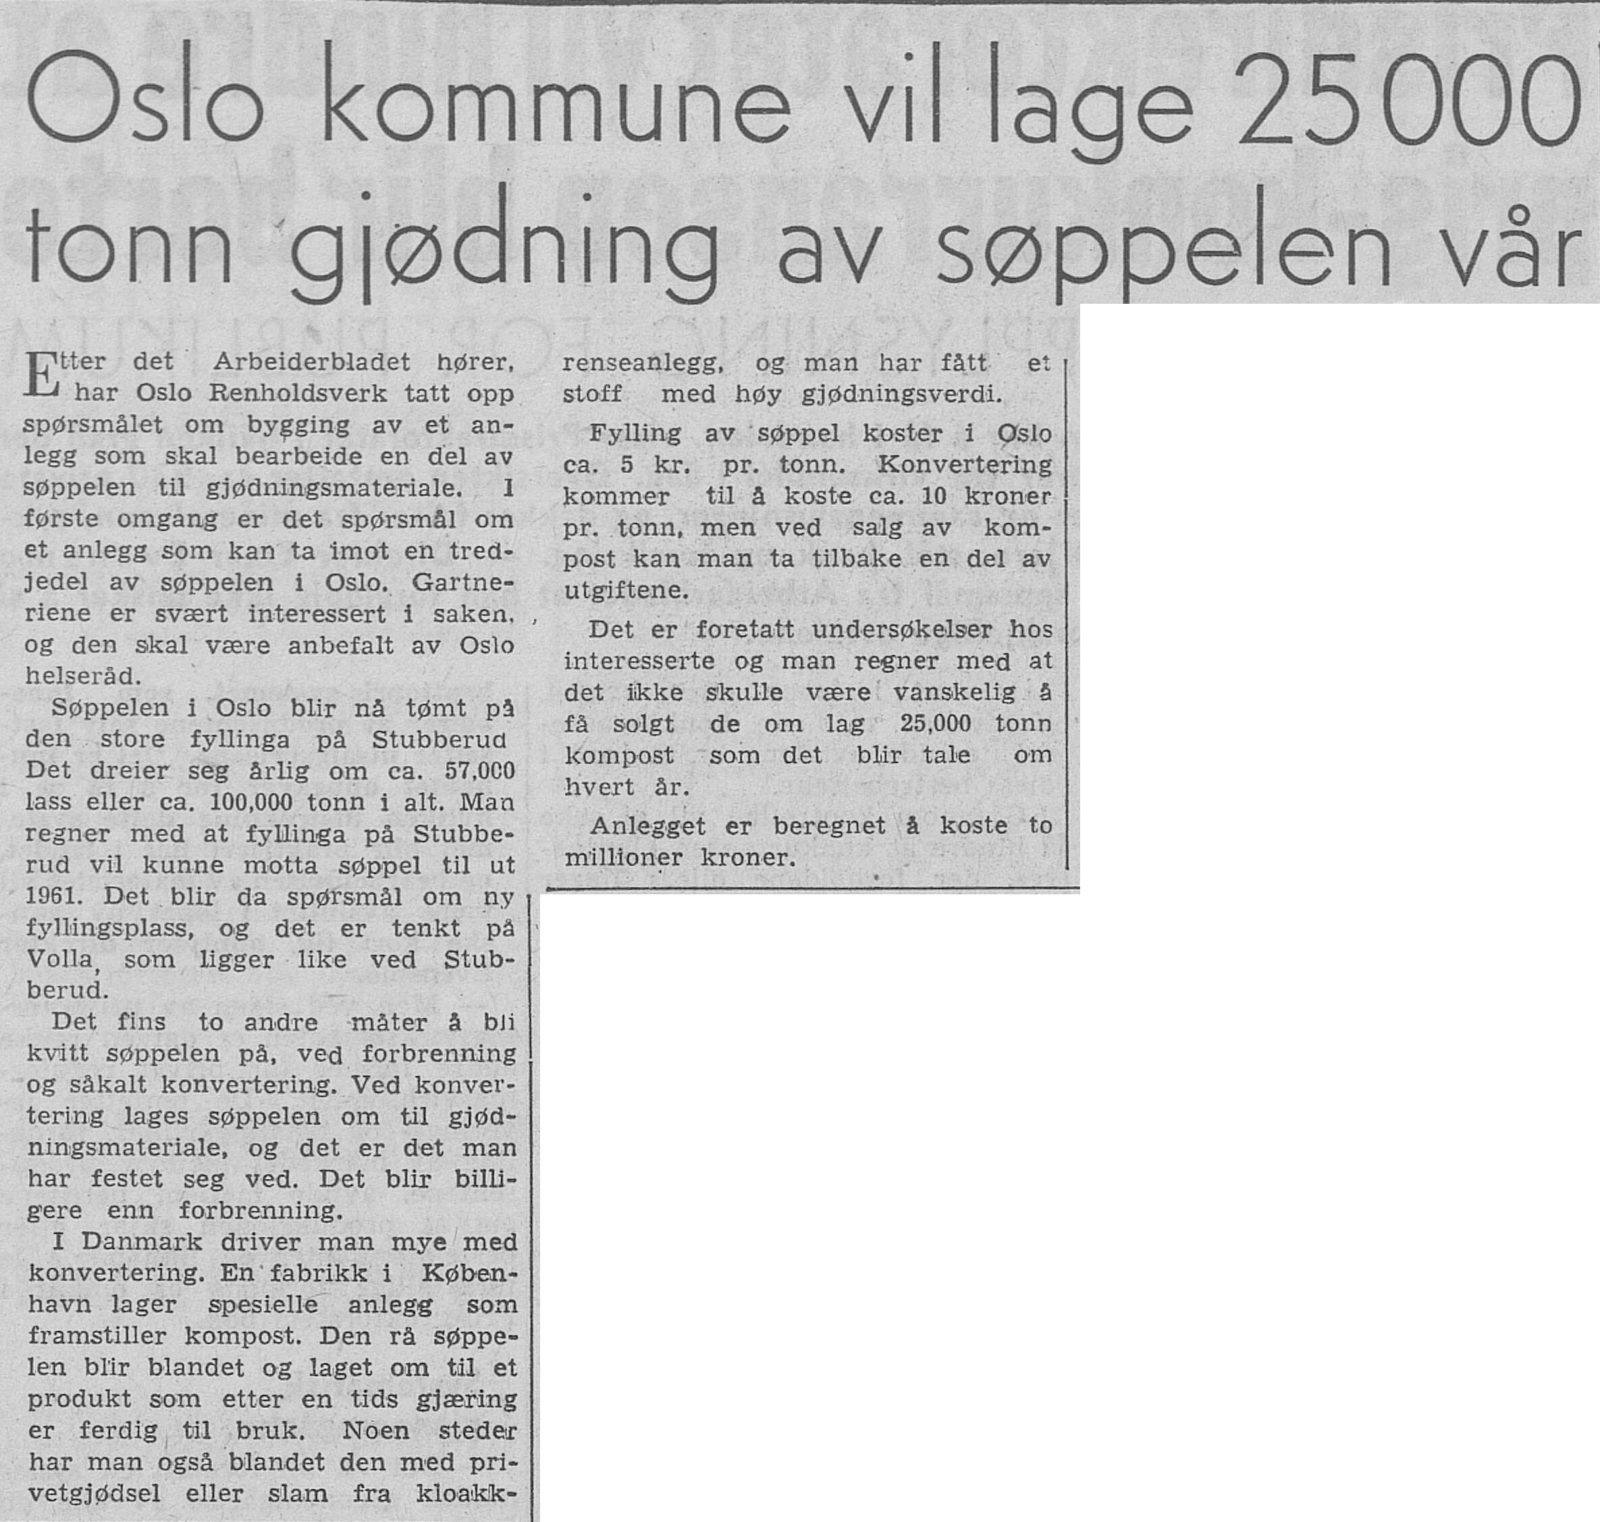 Oslo kommune vil lage 25 000
tonn gjødning av søppelen vår
Etter det Arbeiderbladet hører,
har Oslo Renholdsverk tatt opp
spørsmålet om bygging av et an-
legg som skal bearbeide en del av
søppelen til gjødningsmateriale. I
første omgang er det spørsmål om
et anlegg som kan ta imot en tred-
jedel av søppelen i Oslo. Gartne-
riene er svært interessert i saken,
og den skal være anbefalt av Oslo
helseråd.
Søppelen i Oslo blir nå tømt på
den store fyllinga på Stubberud
Det dreier seg årlig om ca. 57,000
lass eller ca. 100,000 tonn i alt. Man
regner med at fyllinga på Stubbe-
rud vil kunne motta søppel til ut
1961. Det blir da spørsmål om ny
fyllingsplass, og det er tenkt på
Volla, som ligger like ved Stub-
berud.
Det fins to andre måter å bli
kvitt søppelen på, ved forbrenning
og såkalt konvertering. Ved konver-
tering lages søppelen om til gjød-
ningsmateriale, og det er det man
har festet seg ved. Det blir billi-
gere enn forbrenning.
I Danmark driver man mye med
konvertering. En fabrikk i Køben-
havn lager spesielle anlegg som
framstiller kompost. Den rå søppe-
len blir blandet og laget om til et
produkt som etter en tids gjæring
er ferdig til bruk. Noen steder
har man også blandet den med pri-
vetgjødsel eller slam fra kloakk-
renseanlegg, og man har fått et
stoff med høy gjødningsverdi.
Fylling av søppel koster i Oslo
ca. 5 kr. pr. tonn. Konvertering
kommer til å koste ca. 10 kroner
pr. tonn, men ved salg av kom-
post kan man ta tilbake en del av
utgiftene.
Det er foretatt undersøkelser hos
interesserte og man regner med at
det ikke skulle være vanskelig å
få solgt de om lag 25,000 tonn
kompost som det blir tale om
hvert år.
Anlegget er beregnet å koste to
millioner kroner.